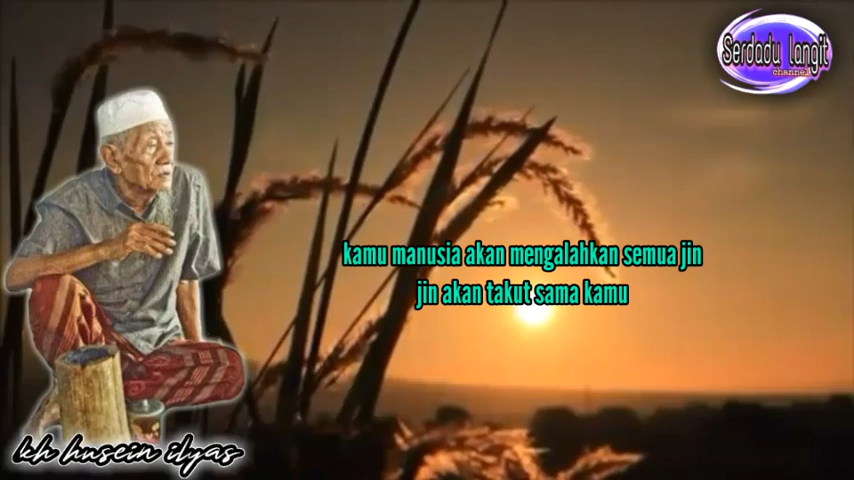 Serdadu langit
channel
kamu manusia akan mengalahkan semua jin
jin akan takut sama kamu
kh husein ilyas